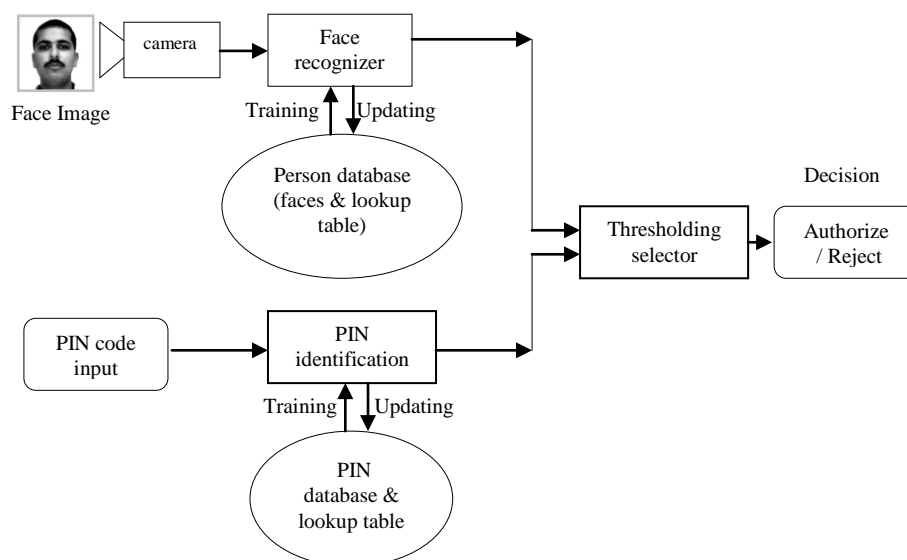 camera
Face
recognizer
Face Image
Training
Updating
Person database
(faces & lookup
table)
Decision
Thresholding
selector
Authorize
/ Reject
PIN code
input
PIN
identification
Training
Updating
PIN
database &
lookup table